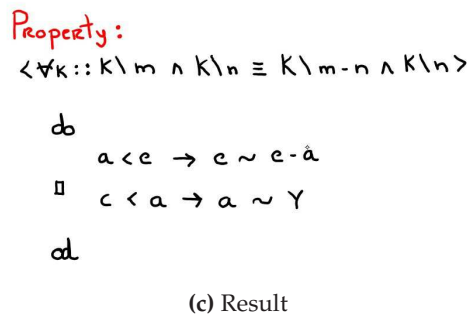 Property:
<∀k:: k\m ∧ k\n ≡ k\m-n ∧ k\n>
do
a<c → c ~ c-a
▯ c < a → a ~ Y
od
(c) Result